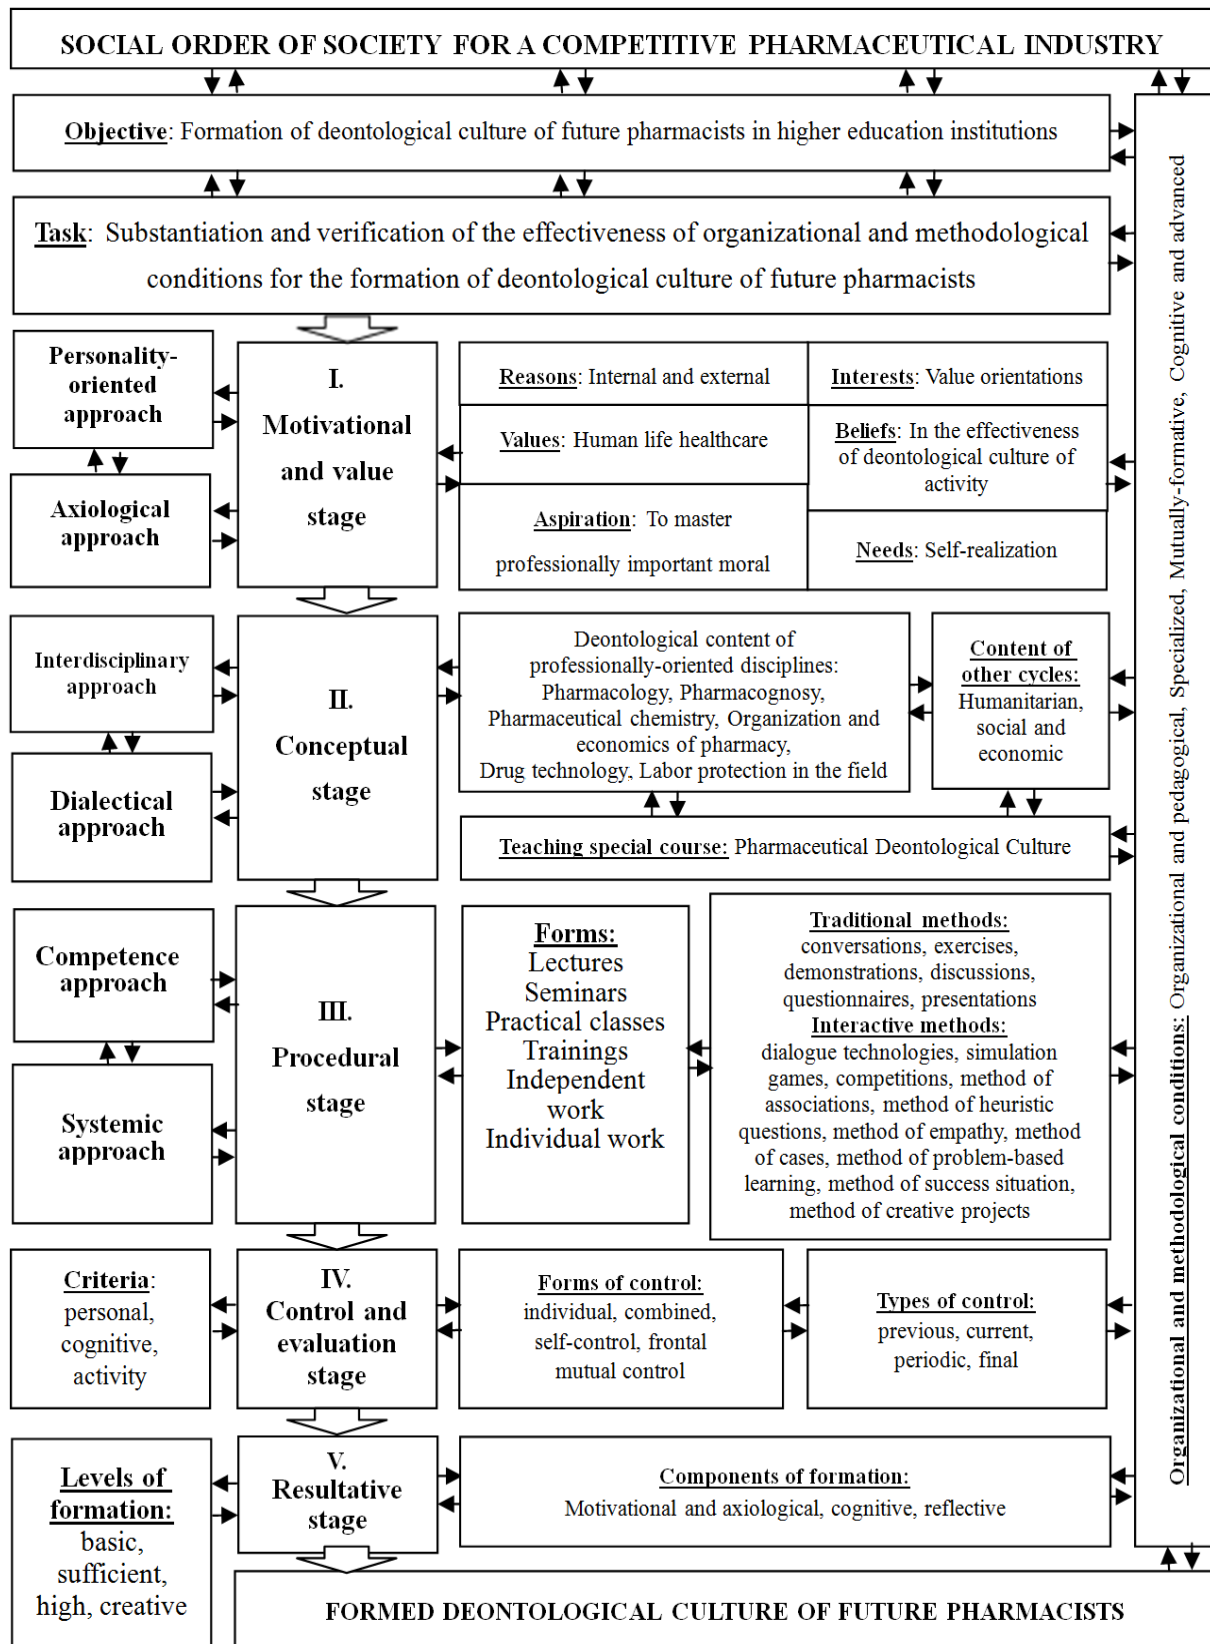 SOCIAL ORDER OF SOCIETY FOR A COMPETITIVE PHARMACEUTICAL INDUSTRY
Objective: Formation of deontological culture of future pharmacists in higher education institutions
Task: Substantiation and verification of the effectiveness of organizational and methodological
conditions for the formation of deontological culture of future pharmacists
Personality-
oriented
approach
Axiological
approach
I.
Motivational
and value
stage
Reasons: Internal and external
Values: Human life healthcare
Aspiration: To master
professionally important moral
Interests: Value orientations
Beliefs: In the effectiveness
of deontological culture of
activity
Needs: Self-realization
Interdisciplinary
approach
Dialectical
approach
II.
Conceptual
stage
Deontological content of
professionally-oriented disciplines:
Pharmacology, Pharmacognosy,
Pharmaceutical chemistry, Organization and
economics of pharmacy,
Drug technology, Labor protection in the field
Content of
other cycles:
Humanitarian,
social and
economic
Teaching special course: Pharmaceutical Deontological Culture
Competence
approach
Systemic
approach
III.
Procedural
stage
Forms:
Lectures
Seminars
Practical classes
Trainings
Independent
work
Individual work
Traditional methods:
conversations, exercises,
demonstrations, discussions,
questionnaires, presentations
Interactive methods:
dialogue technologies, simulation
games, competitions, method of
associations, method of heuristic
questions, method of empathy, method
of cases, method of problem-based
learning, method of success situation,
method of creative projects
Criteria:
personal,
cognitive,
activity
IV.
Control and
evaluation
stage
Forms of control:
individual, combined,
self-control, frontal
mutual control
Types of control:
previous, current,
periodic, final
Levels of
formation:
basic,
sufficient,
high, creative
V.
Resultative
stage
Components of formation:
Motivational and axiological, cognitive, reflective
Organizational and methodological conditions: Organizational and pedagogical, Specialized, Mutually-formative, Cognitive and advanced
FORMED DEONTOLOGICAL CULTURE OF FUTURE PHARMACISTS